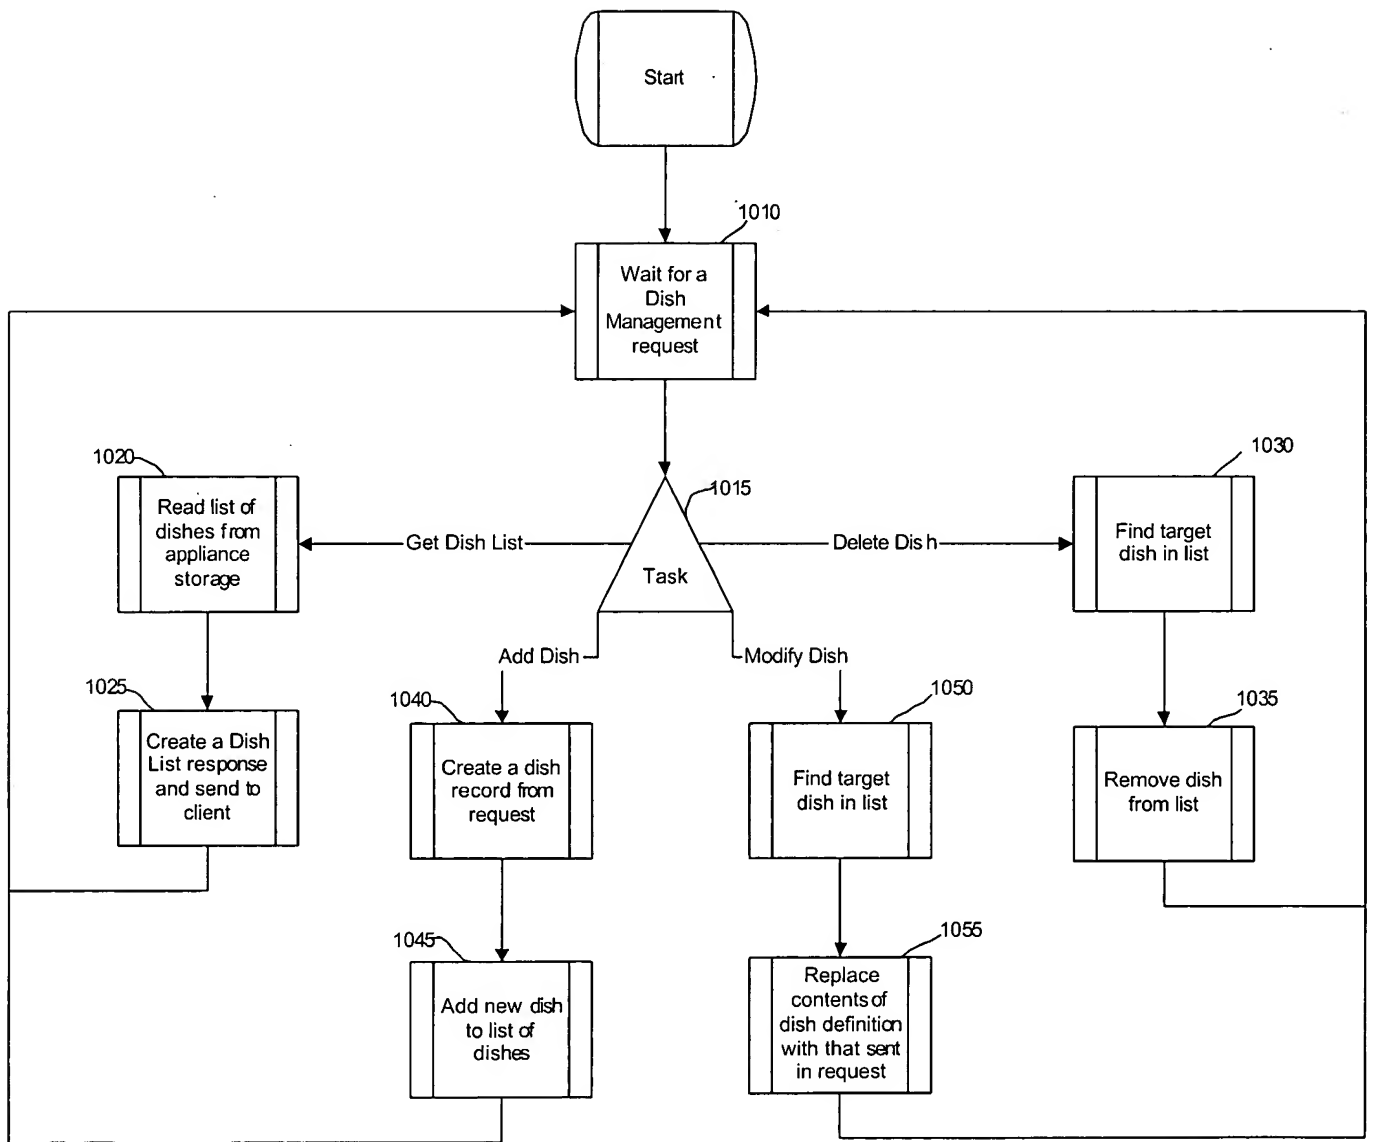 Start
1010
Wait for a
Dish
Management
request
1020
Read list of
dishes from
appliance
storage
Get Dish List
1015
Task
Delete Dish
1030
Find target
dish in list
Add Dish
Modify Dish
1025
Create a Dish
List response
and send to
client
1040
Create a dish
record from
request
1050
Find target
dish in list
1035
Remove dish
from list
1045
Add new dish
to list of
dishes
1055
Replace
contents of
dish definition
with that sent
in request